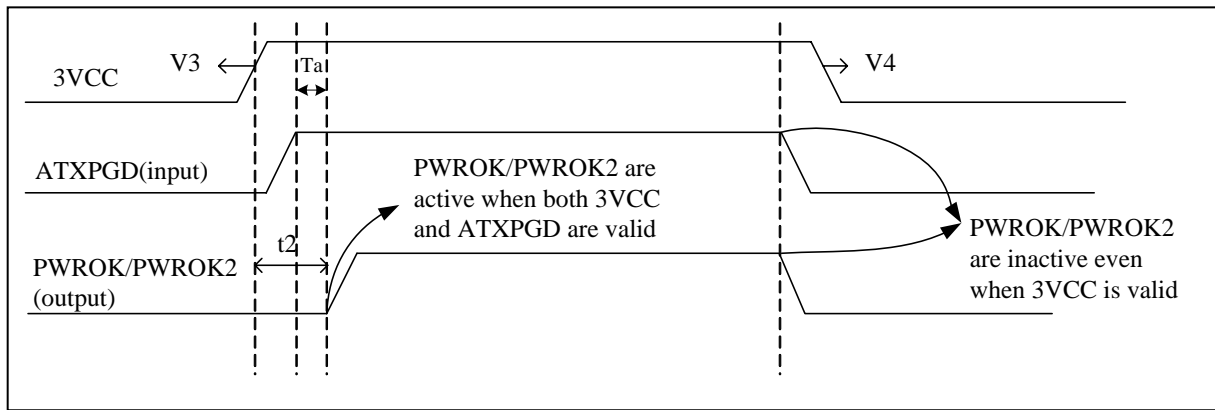 V3
Ta
V4
3VCC
ATXPGD(input)
PWROK/PWROK2 are
active when both 3VCC
and ATXPGD are valid
t2
PWROK/PWROK2
(output)
PWROK/PWROK2
are inactive even
when 3VCC is valid